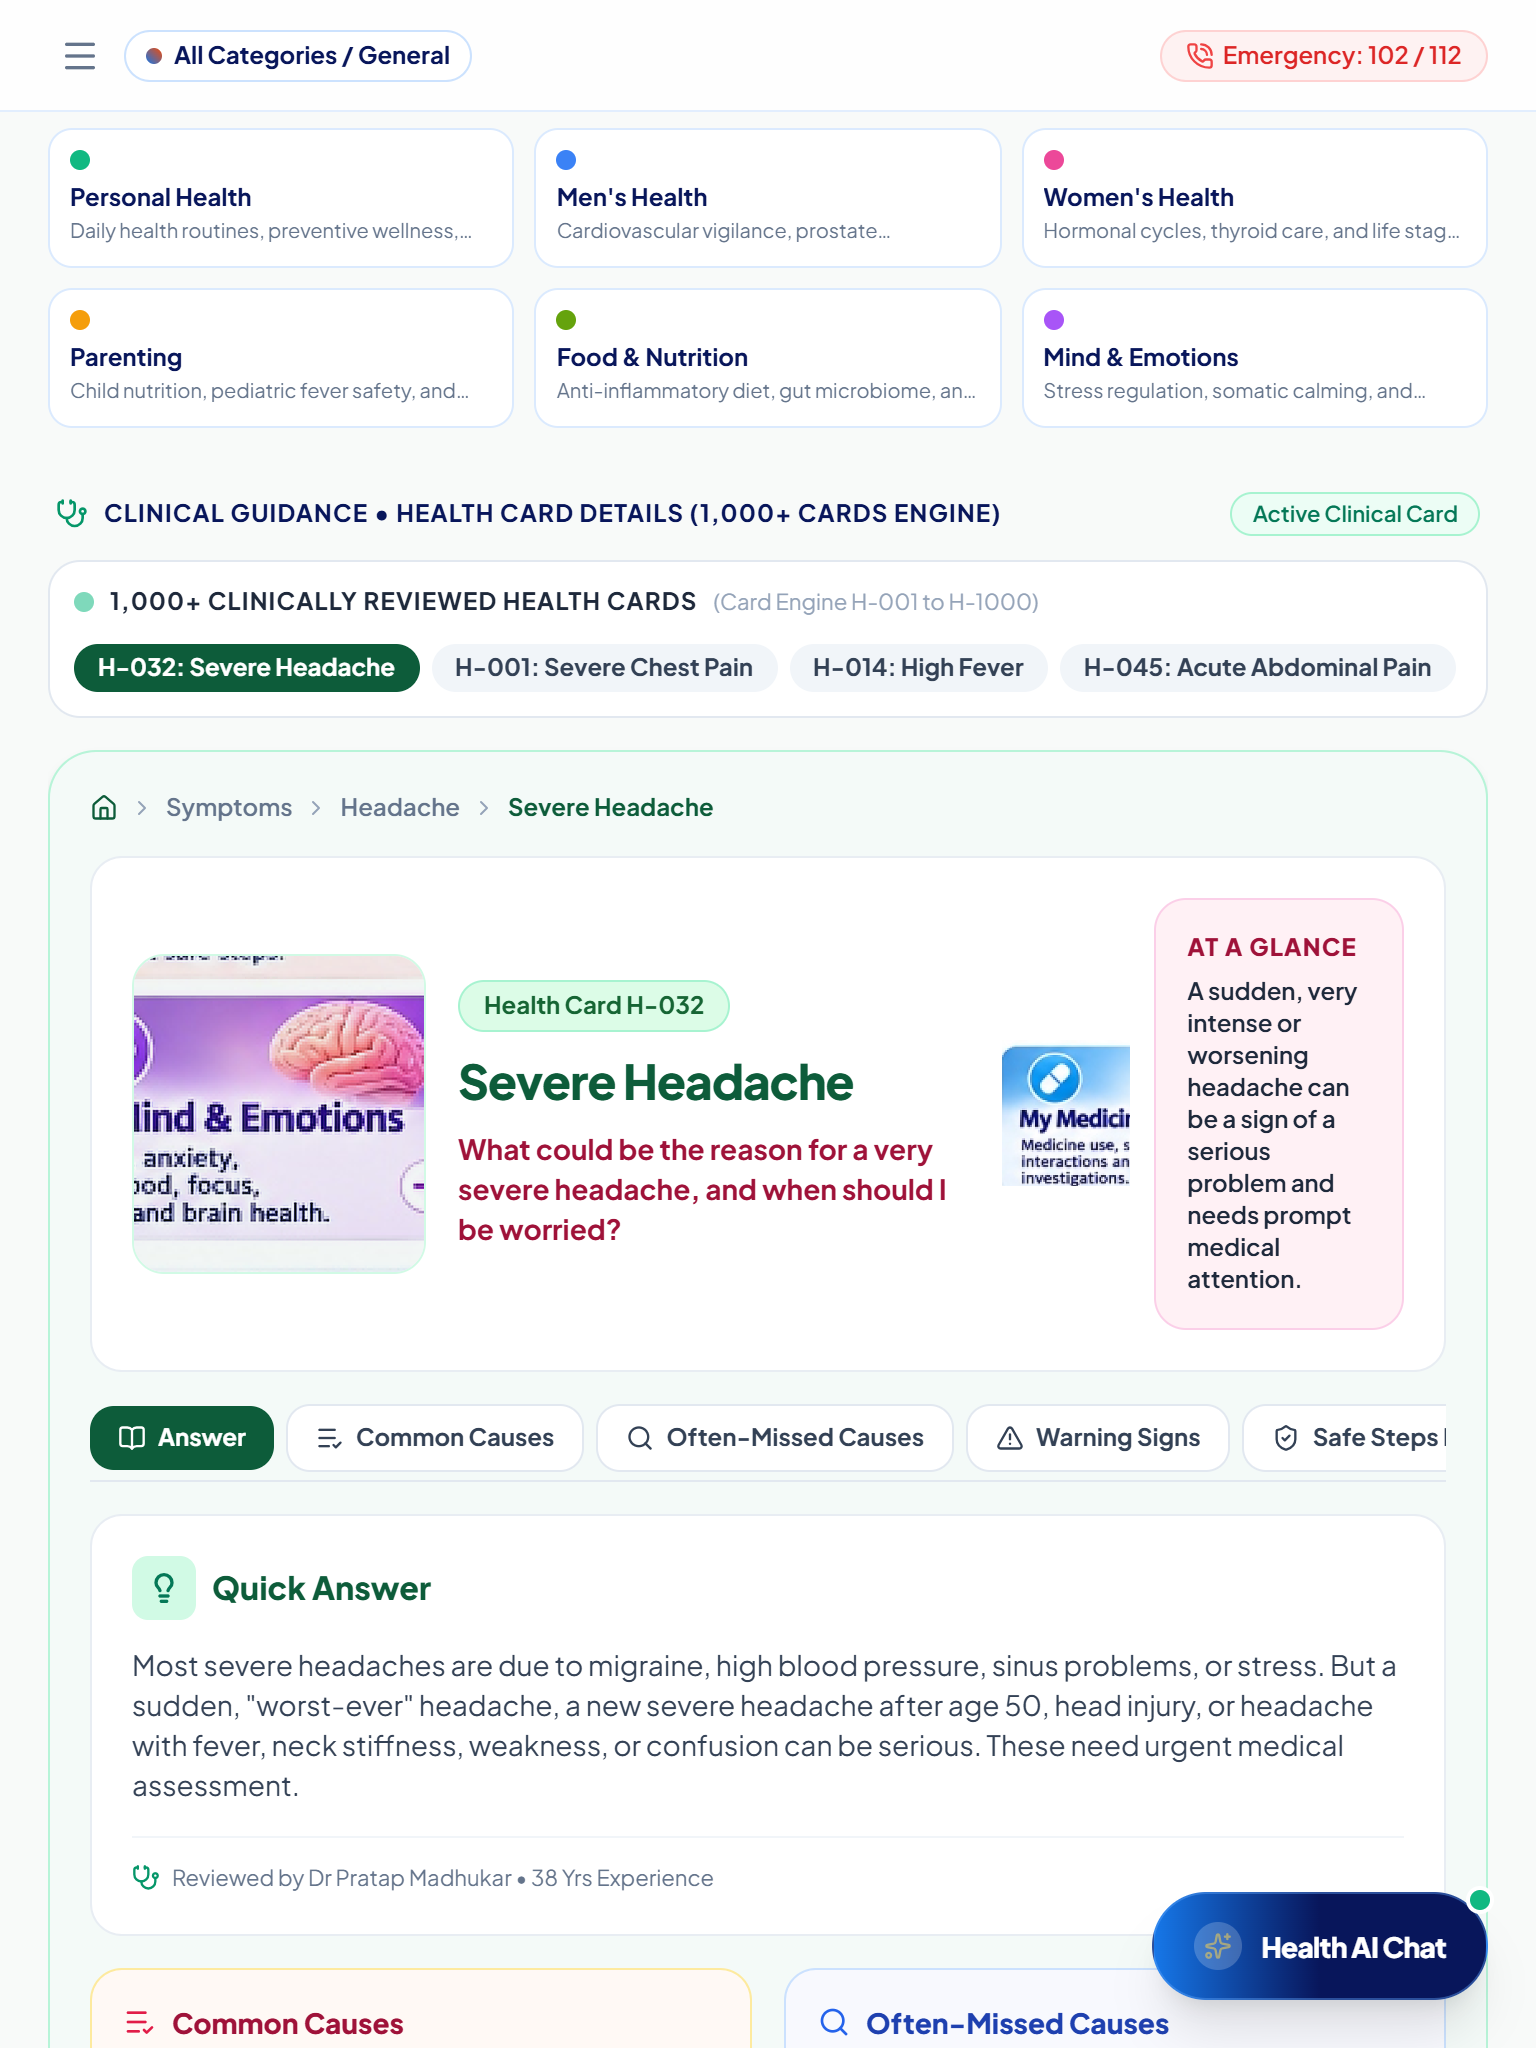 All Categories / General
Emergency: 102 / 112
Personal Health
Daily health routines, preventive wellness,...
Men's Health
Cardiovascular vigilance, prostate...
Women's Health
Hormonal cycles, thyroid care, and life stag...
Parenting
Child nutrition, pediatric fever safety, and...
Food & Nutrition
Anti-inflammatory diet, gut microbiome, an...
Mind & Emotions
Stress regulation, somatic calming, and...
CLINICAL GUIDANCE • HEALTH CARD DETAILS (1,000+ CARDS ENGINE)
Active Clinical Card
1,000+ CLINICALLY REVIEWED HEALTH CARDS (Card Engine H-001 to H-1000)
H-032: Severe Headache
H-001: Severe Chest Pain
H-014: High Fever
H-045: Acute Abdominal Pain
Symptoms
Headache
Severe Headache
& Emotions
anxiety,
focus,
and brain health.
Health Card H-032
Severe Headache
What could be the reason for a very
severe headache, and when should I
be worried?
My
Medicine use,
interactions
investigations.
AT A GLANCE
A sudden, very
intense or
worsening
headache can
be a sign of a
serious
problem and
needs prompt
medical
attention.
Answer
Common Causes
Often-Missed Causes
Warning Signs
Safe Steps
Quick Answer
Most severe headaches are due to migraine, high blood pressure, sinus problems, or stress. But a
sudden, "worst-ever" headache, a new severe headache after age 50, head injury, or headache
with fever, neck stiffness, weakness, or confusion can be serious. These need urgent medical
assessment.
Reviewed by Dr Pratap Madhukar • 38 Yrs Experience
Health AI Chat
Common Causes
Often-Missed Causes